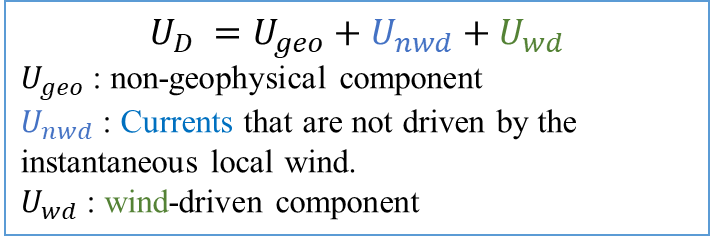 U_D = U_geo + U_nwd + U_wd
U_geo : non-geophysical component
U_nwd : Currents that are not driven by the
instantaneous local wind.
U_wd : wind-driven component